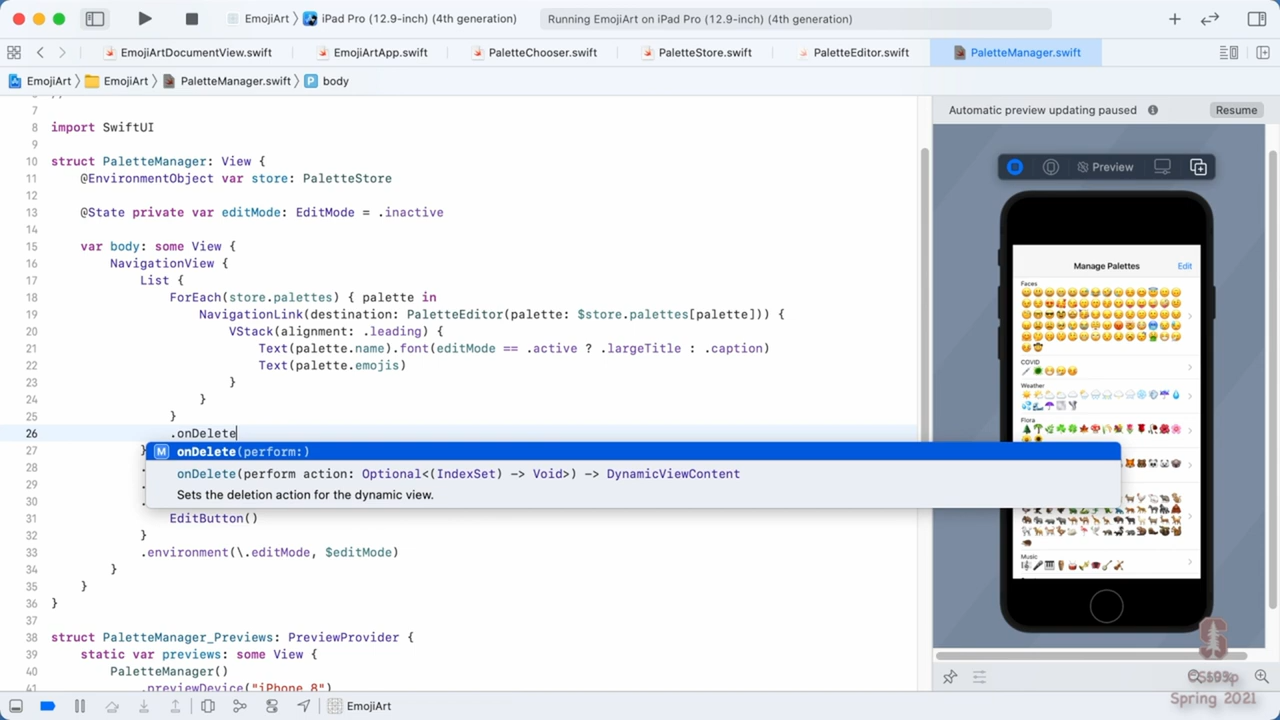 EmojiArt 〉 iPad Pro (12.9-inch) (4th generation)
Running EmojiArt on iPad Pro (12.9-inch) (4th generation)
EmojiArtDocumentView.swift
EmojiArtApp.swift
PaletteChooser.swift
PaletteStore.swift
PaletteEditor.swift
PaletteManager.swift
EmojiArt 〉 EmojiArt 〉 PaletteManager.swift 〉 P body
7
8 import SwiftUI
9
10 struct PaletteManager: View {
11 @EnvironmentObject var store: PaletteStore
12
13 @State private var editMode: EditMode = .inactive
14
15 var body: some View {
16 NavigationView {
17 List {
18 ForEach(store.palettes) { palette in
19 NavigationLink(destination: PaletteEditor(palette: $store.palettes[palette])) {
20 VStack(alignment: .leading) {
21 Text(palette.name).font(editMode == .active ? .largeTitle : .caption)
22 Text(palette.emojis)
23 }
24 }
25 }
26 .onDelete
M onDelete(perform:)
onDelete(perform action: Optional<(IndexSet) -> Void>) -> DynamicViewContent
Sets the deletion action for the dynamic view.
27 }
28
29
30
31 EditButton()
32 }
33 .environment(\.editMode, $editMode)
34 }
35 }
36 }
37
38 struct PaletteManager_Previews: PreviewProvider {
39 static var previews: some View {
40 PaletteManager()
41 .previewDevice("iPhone 8")
Automatic preview updating paused
Resume
Preview
Manage Palettes
Edit
Faces
COVID
Weather
Flora
Music
EmojiArt
CS193p
Spring 2021